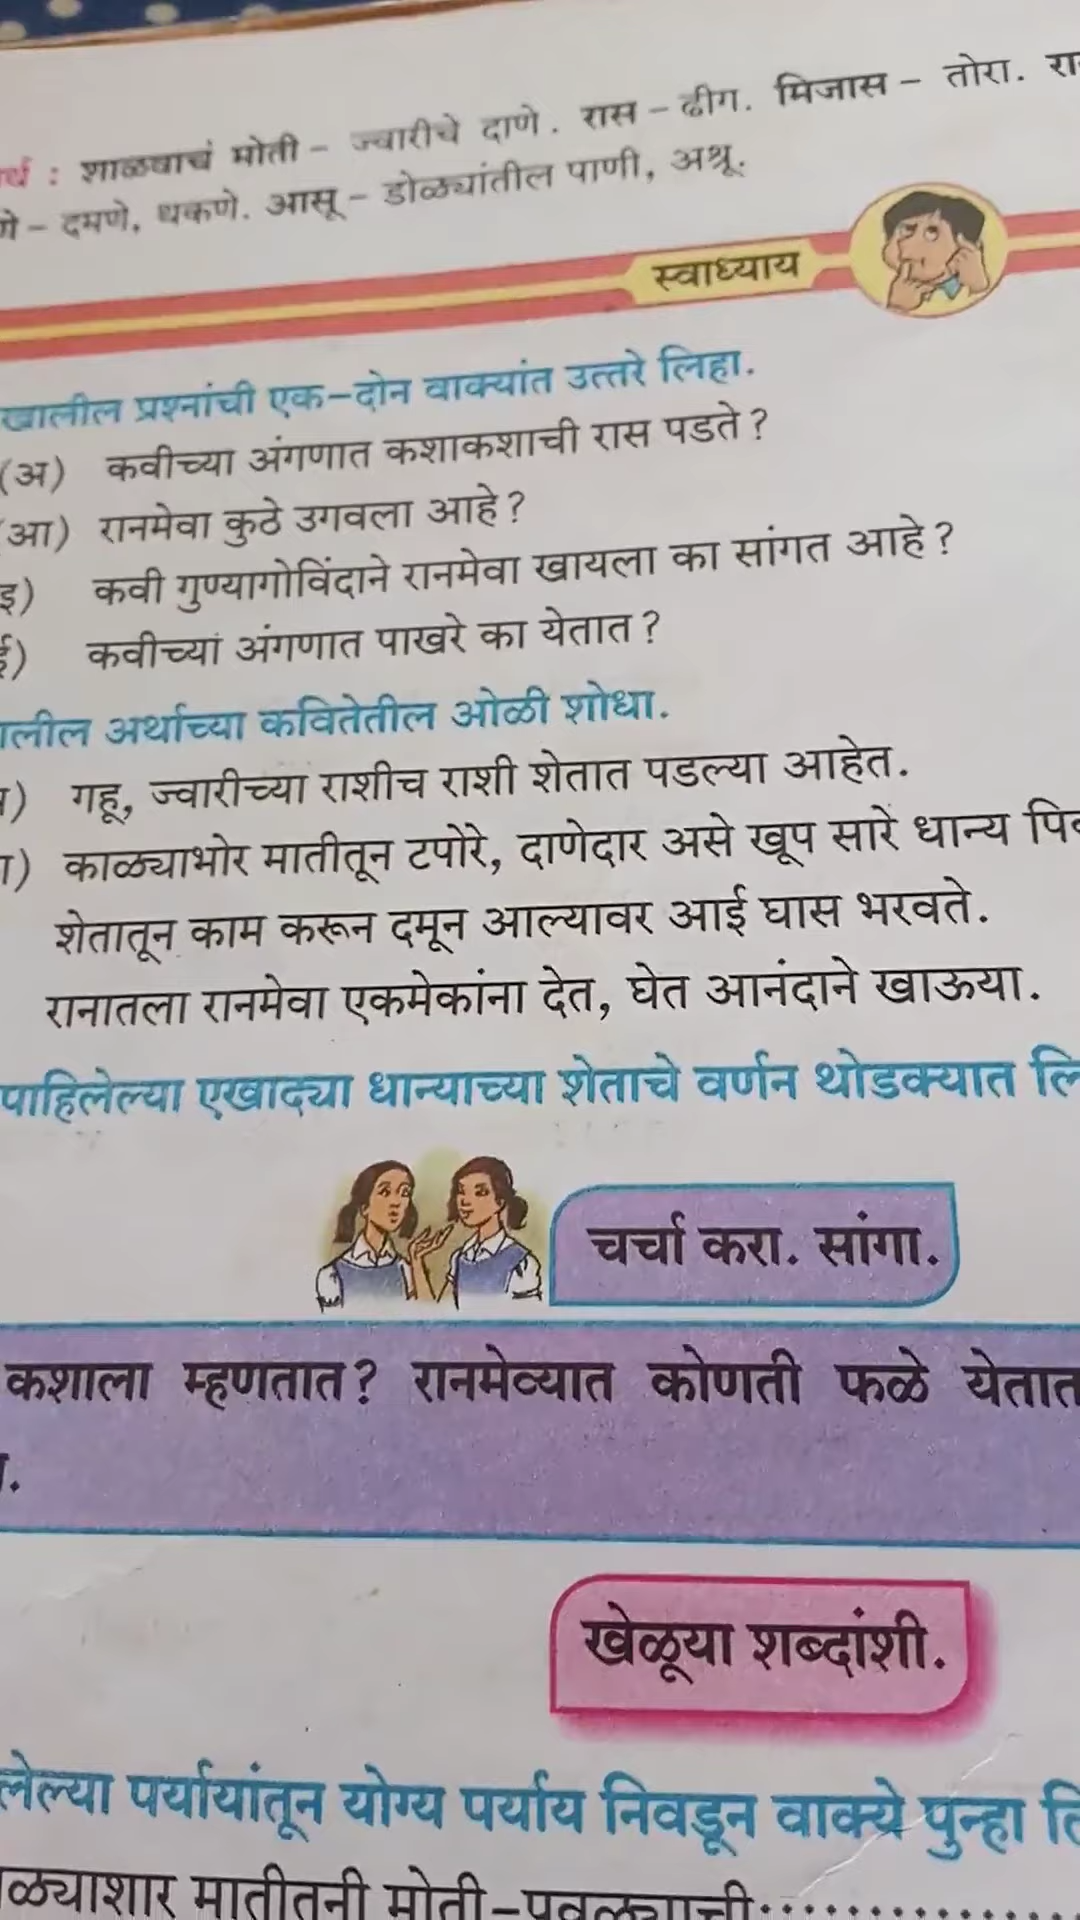 र्थ : शाळवाचं मोती – ज्वारीचे दाणे. रास – ढीग. मिजास – तोरा. रा
गे – दमणे, थकणे. आसू – डोळ्यांतील पाणी, अश्रू.
स्वाध्याय
खालील प्रश्नांची एक-दोन वाक्यांत उत्तरे लिहा.
(अ) कवीच्या अंगणात कशाकशाची रास पडते?
(आ) रानमेवा कुठे उगवला आहे?
इ) कवी गुण्यागोविंदाने रानमेवा खायला का सांगत आहे?
ई) कवीच्या अंगणात पाखरे का येतात?
ालील अर्थाच्या कवितेतील ओळी शोधा.
गहू, ज्वारीच्या राशीच राशी शेतात पडल्या आहेत.
काळ्याभोर मातीतून टपोरे, दाणेदार असे खूप सारे धान्य पि
शेतातून काम करून दमून आल्यावर आई घास भरवते.
रानातला रानमेवा एकमेकांना देत, घेत आनंदाने खाऊया.
पाहिलेल्या एखाद्या धान्याच्या शेताचे वर्णन थोडक्यात लि
चर्चा करा. सांगा.
कशाला म्हणतात? रानमेव्यात कोणती फळे येतात
खेळूया शब्दांशी.
लेल्या पर्यायांतून योग्य पर्याय निवडून वाक्ये पुन्हा लि
ळ्याशार मातीतनी मोती-पवळ्याची..............